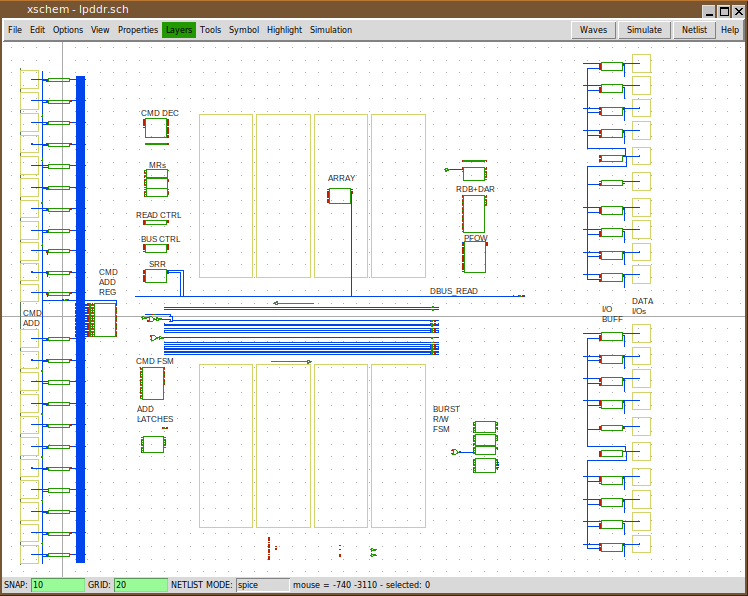 xschem - lpddr.sch
File Edit Options View Properties Layers Tools Symbol Highlight Simulation Waves Simulate Netlist Help
CMD DEC
MRs
ARRAY
RDB+DAR
READ CTRL
BUS CTRL
PFOW
SRR
CMD
ADD
REG
DBUS_READ
DATA
I/Os
I/O
BUFF
CMD
ADD
CMD FSM
ADD
LATCHES
BURST
R/W
FSM
SNAP: 10 GRID: 20 NETLIST MODE: spice mouse = -740 -3110 - selected: 0